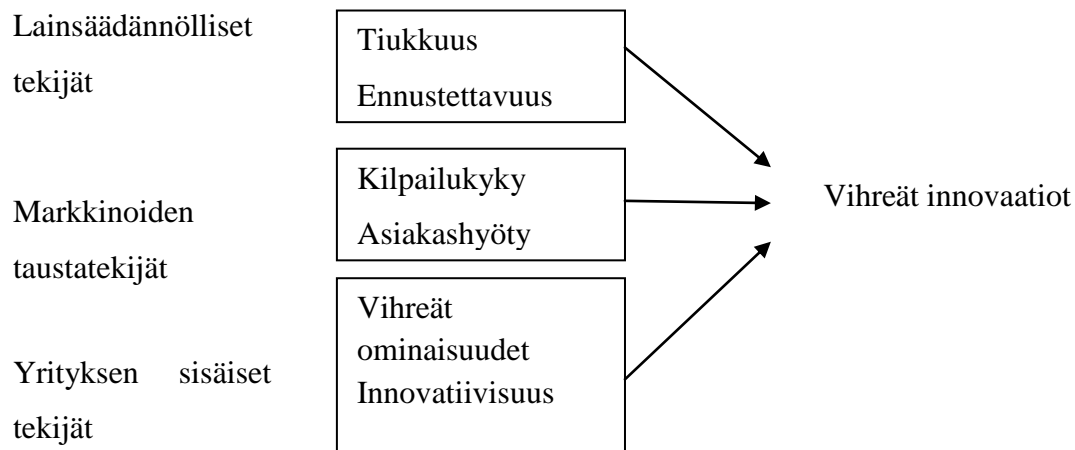 Lainsäädännölliset
tekijät
Tiukkuus
Ennustettavuus
Markkinoiden
taustatekijät
Kilpailukyky
Asiakashyöty
Yrityksen sisäiset
tekijät
Vihreät
ominaisuudet
Innovatiivisuus
Vihreät innovaatiot